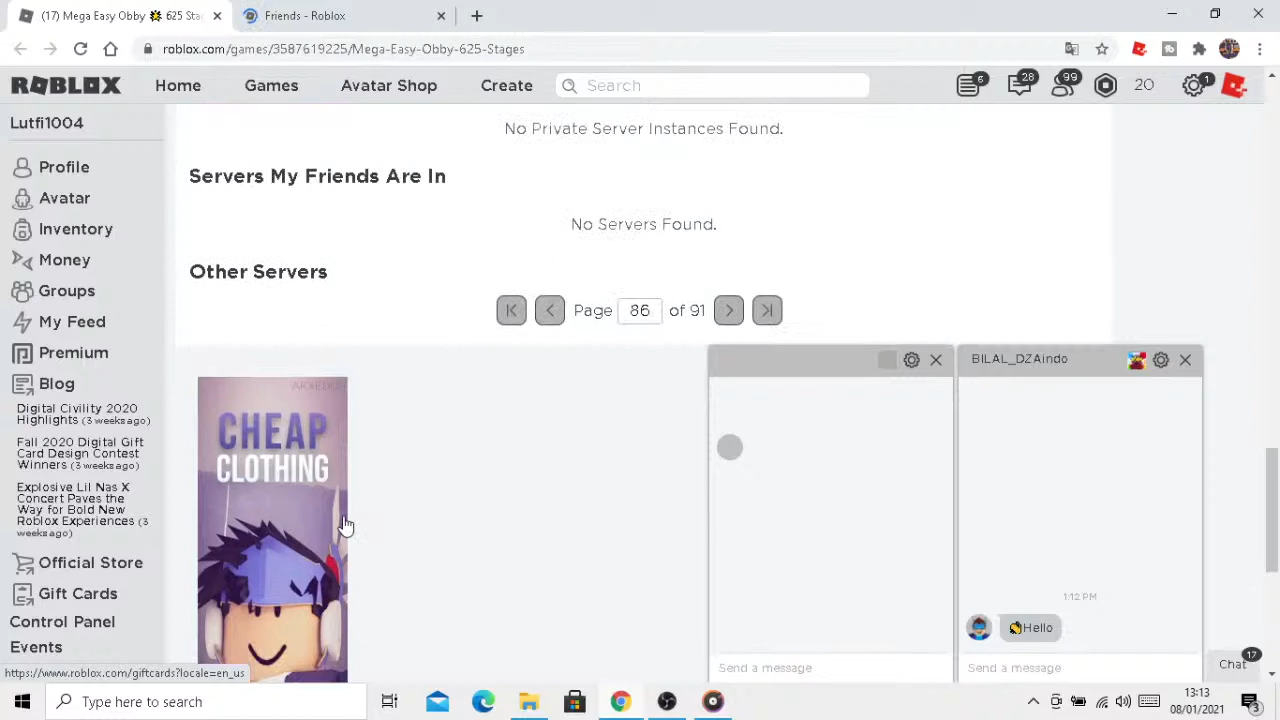 (17) Mega Easy Obby 625 Sta
Friends - Roblox
roblox.com/games/3587619225/Mega-Easy-Obby-625-Stages
ROBLOX
Home
Games
Avatar Shop
Create
Search
6
28
99
20
1
Lutfi1004
Profile
Avatar
Inventory
Money
Groups
My Feed
Premium
Blog
Digital Civility 2020
Highlights (3 weeks ago)
Fall 2020 Digital Gift
Card Design Contest
Winners (3 weeks ago)
Explosive Lil Nas X
Concert Paves the
Way for Bold New
Roblox Experiences (3
weeks ago)
Official Store
Gift Cards
Control Panel
Events
No Private Server Instances Found.
Servers My Friends Are In
No Servers Found.
Other Servers
Page 86 of 91
CHEAP
CLOTHING
Send a message
BILAL_DZAindo
1:12 PM
👋Hello
Send a message
Chat
17
https://www.roblox.com/giftcards?locale=en_us
Type here to search
13:13
08/01/2021
3